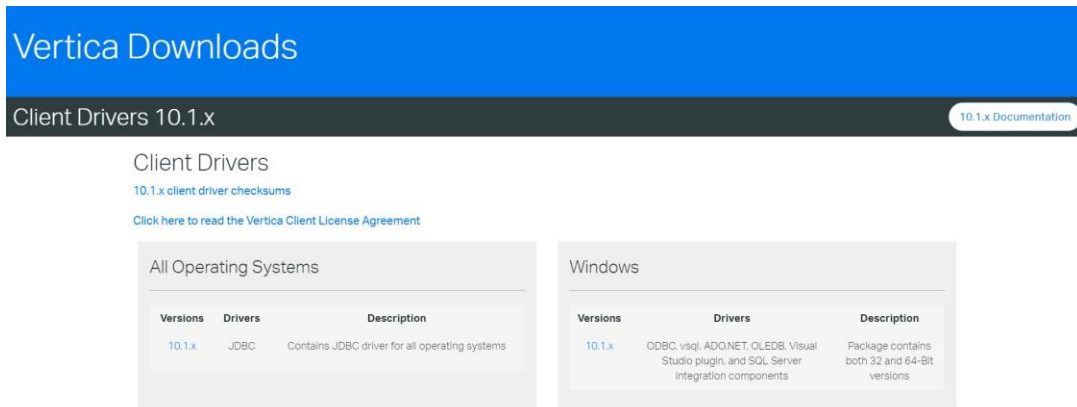 Vertica Downloads
Client Drivers 10.1.x
10.1.x Documentation
Client Drivers
10.1.x client driver checksums
Click here to read the Vertica Client License Agreement
All Operating Systems
Versions Drivers Description
10.1.x JDBC Contains JDBC driver for all operating systems
Windows
Versions Drivers Description
10.1.x ODBC, vsql, ADO.NET, OLEDB, Visual Package contains
Studio plugin, and SQL Server both 32 and 64-Bit
integration components versions